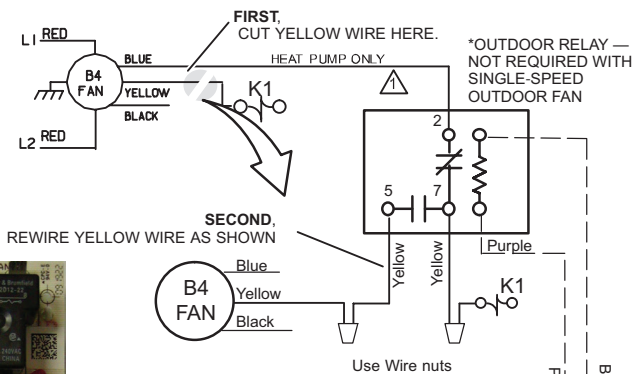 FIRST,
CUT YELLOW WIRE HERE.
L1 RED
BLUE
HEAT PUMP ONLY
*OUTDOOR RELAY —
NOT REQUIRED WITH
SINGLE-SPEED
OUTDOOR FAN
B4
FAN
YELLOW
BLACK
K1
1
L2 RED
2
5
7
SECOND,
REWIRE YELLOW WIRE AS SHOWN
Blue
B4
FAN
Yellow
Black
Yellow
Yellow
Purple
K1
Use Wire nuts